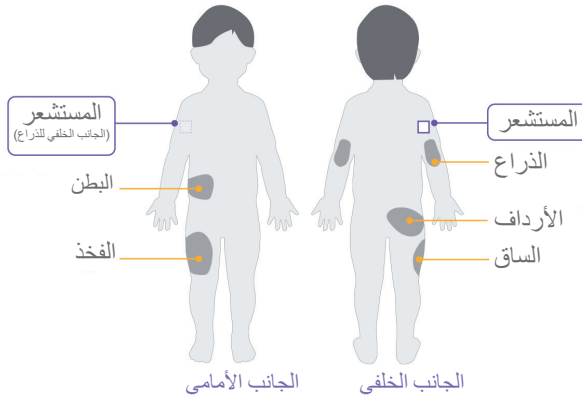 المستشعر
المستشعر
(الجانب الخلفي للذراع)
الذراع
البطن
الأرداف
الفخذ
الساق
الجانب الخلفي
الجانب الأمامي